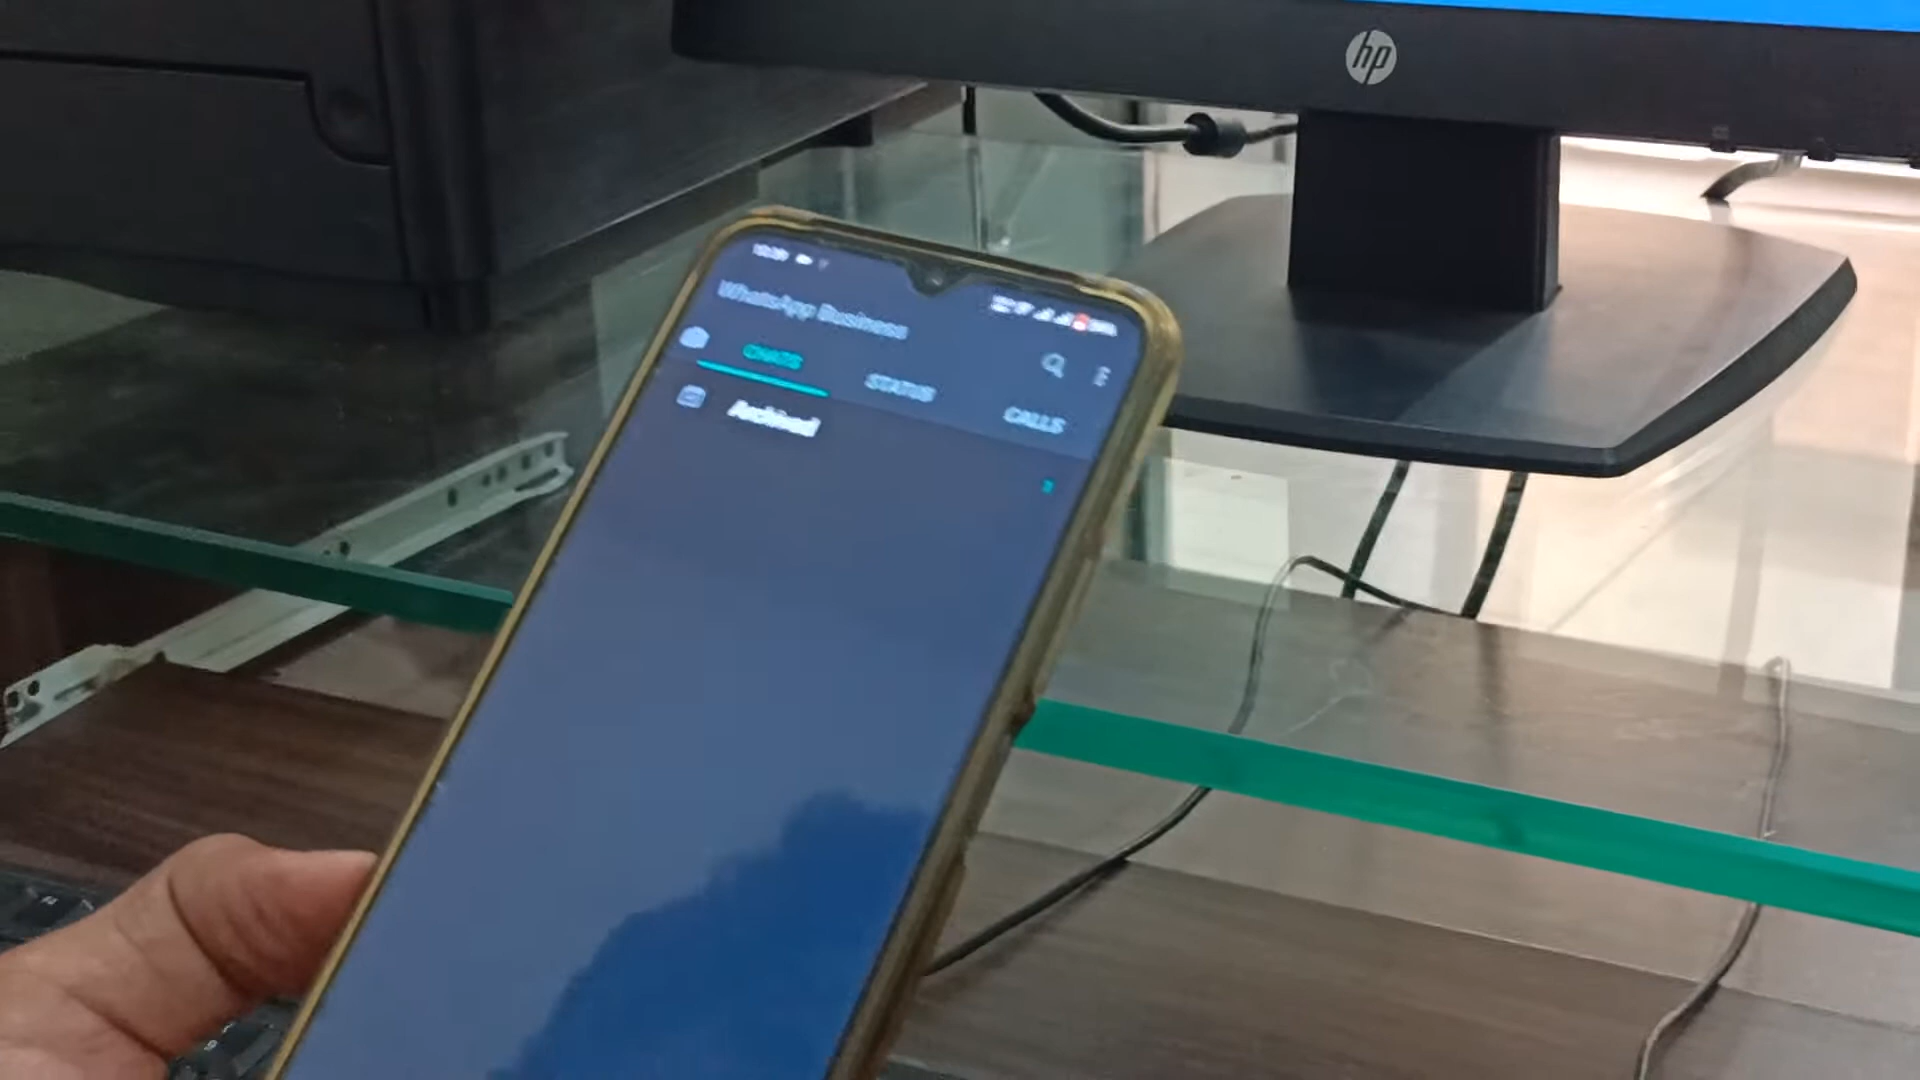 hp
WhatsApp Business
CHATS
STATUS
CALLS
Archived